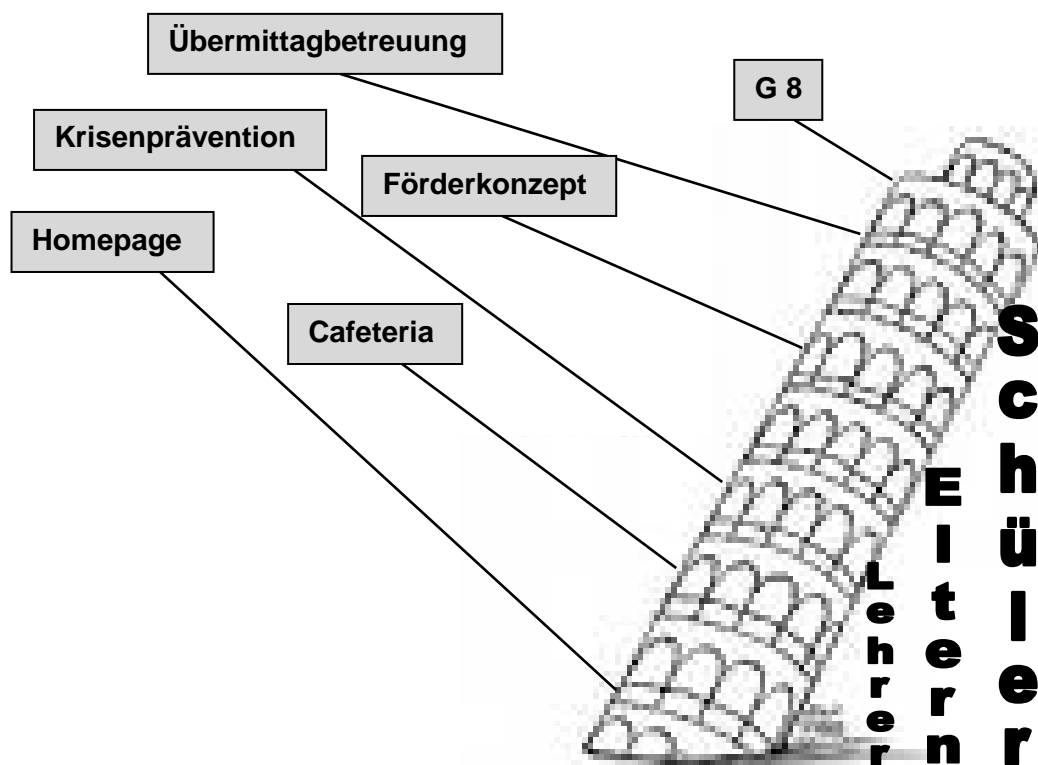 Übermittagbetreuung
G 8
Krisenprävention
Förderkonzept
Homepage
Cafeteria
Schüler
Eltern
Lehrer